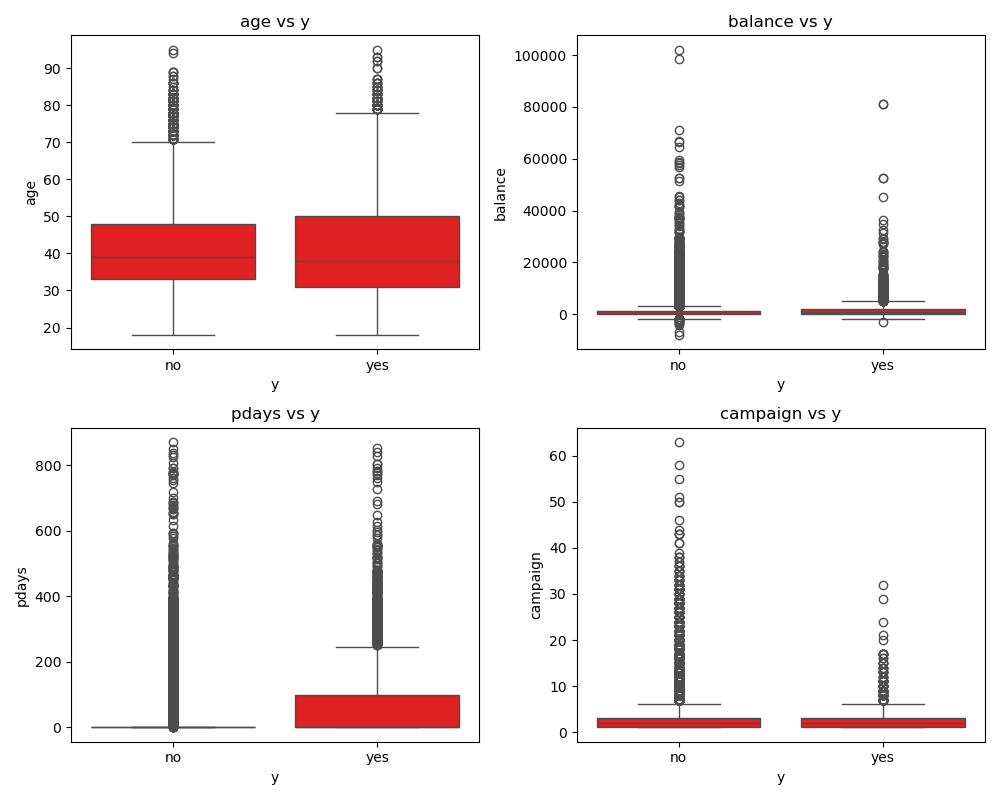 age vs y
age
90
80
70
60
50
40
30
20
no yes
y
balance vs y
balance
100000
80000
60000
40000
20000
0
no yes
y
pdays vs y
pdays
800
600
400
200
0
no yes
y
campaign vs y
campaign
60
50
40
30
20
10
0
no yes
y